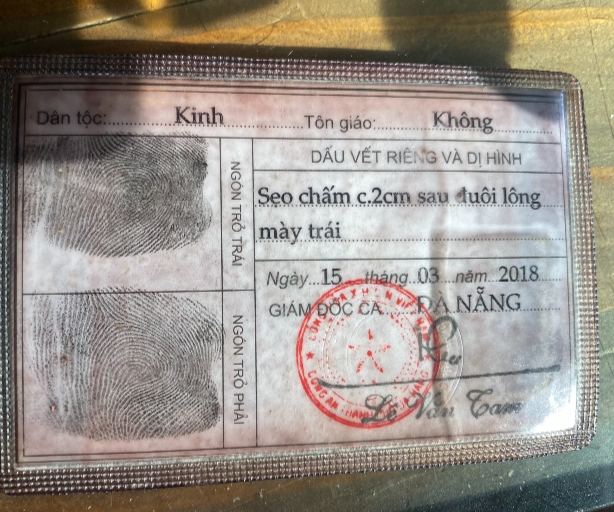 Dân tộc: Kinh Tôn giáo: Không
DẤU VẾT RIÊNG VÀ DỊ HÌNH
NGÓN TRỎ TRÁI
Sẹo chấm c.2cm sau đuôi lông
mày trái
Ngày 15 tháng 03 năm 2018
GIÁM ĐỐC CA ĐÀ NẴNG
NGÓN TRỎ PHẢI
Lê Văn Tam